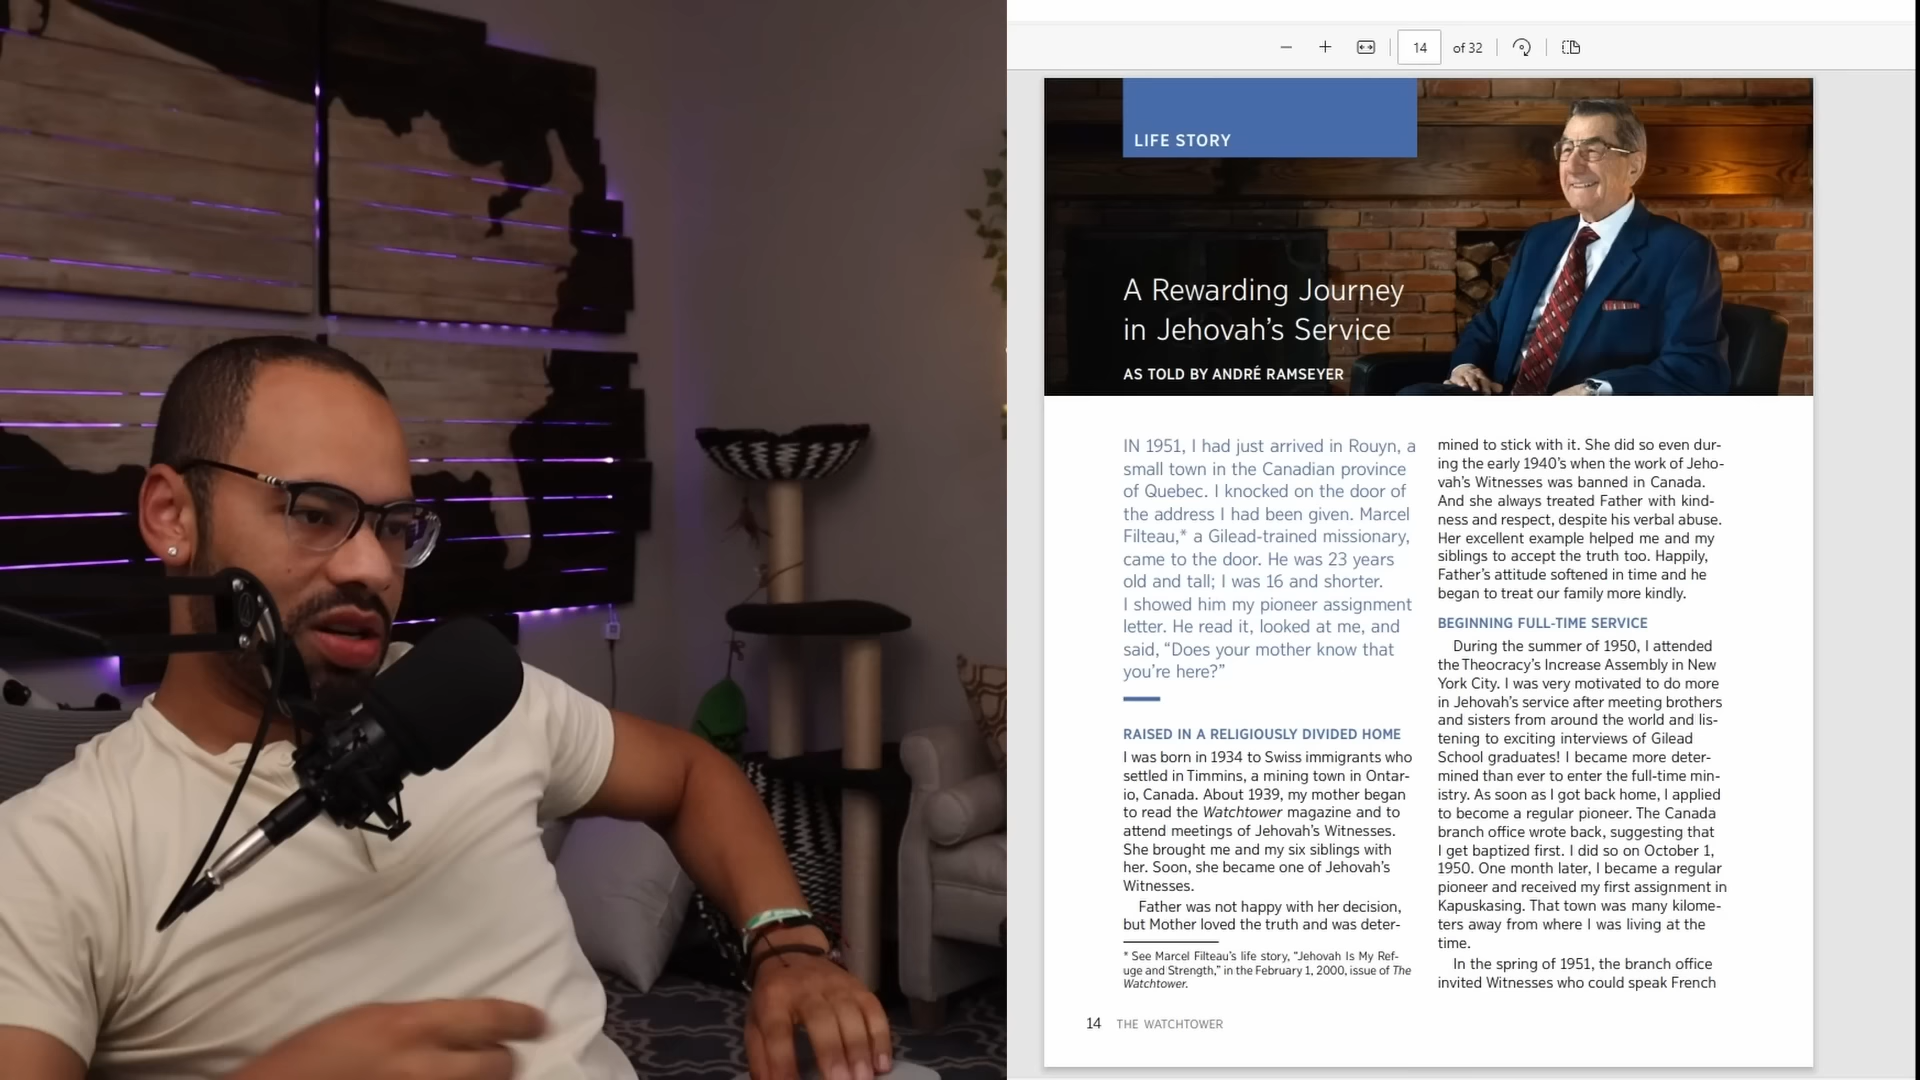 14 of 32
LIFE STORY
A Rewarding Journey
in Jehovah's Service
AS TOLD BY ANDRÉ RAMSEYER
IN 1951, I had just arrived in Rouyn, a
small town in the Canadian province
of Quebec. I knocked on the door of
the address I had been given. Marcel
Filteau,* a Gilead-trained missionary,
came to the door. He was 23 years
old and tall; I was 16 and shorter.
I showed him my pioneer assignment
letter. He read it, looked at me, and
said, “Does your mother know that
you're here?”
RAISED IN A RELIGIOUSLY DIVIDED HOME
I was born in 1934 to Swiss immigrants who
settled in Timmins, a mining town in Ontar-
io, Canada. About 1939, my mother began
to read the Watchtower magazine and to
attend meetings of Jehovah's Witnesses.
She brought me and my six siblings with
her. Soon, she became one of Jehovah's
Witnesses.
Father was not happy with her decision,
but Mother loved the truth and was deter-
* See Marcel Filteau's life story, “Jehovah Is My Ref-
uge and Strength,” in the February 1, 2000, issue of The
Watchtower.
mined to stick with it. She did so even dur-
ing the early 1940's when the work of Jeho-
vah's Witnesses was banned in Canada.
And she always treated Father with kind-
ness and respect, despite his verbal abuse.
Her excellent example helped me and my
siblings to accept the truth too. Happily,
Father's attitude softened in time and he
began to treat our family more kindly.
BEGINNING FULL-TIME SERVICE
During the summer of 1950, I attended
the Theocracy's Increase Assembly in New
York City. I was very motivated to do more
in Jehovah's service after meeting brothers
and sisters from around the world and lis-
tening to exciting interviews of Gilead
School graduates! I became more deter-
mined than ever to enter the full-time min-
istry. As soon as I got back home, I applied
to become a regular pioneer. The Canada
branch office wrote back, suggesting that
I get baptized first. I did so on October 1,
1950. One month later, I became a regular
pioneer and received my first assignment in
Kapuskasing. That town was many kilome-
ters away from where I was living at the
time.
In the spring of 1951, the branch office
invited Witnesses who could speak French
14 THE WATCHTOWER